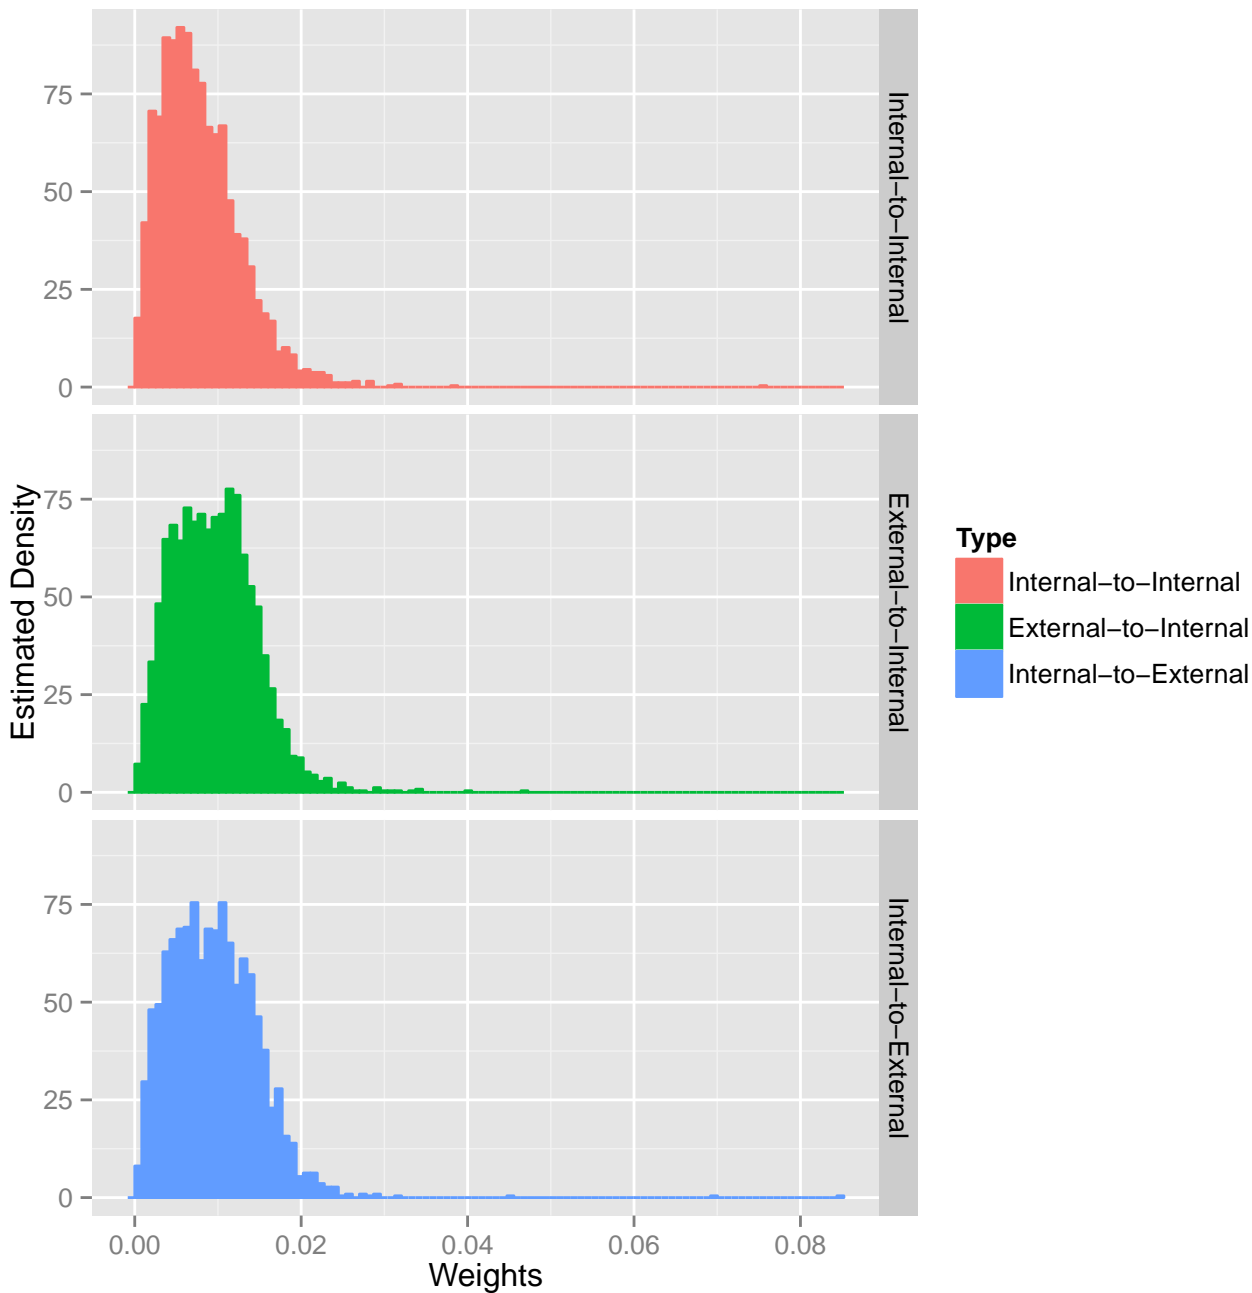 75
50
25
0
Internal−to−Internal
75
50
25
0
External−to−Internal
75
50
25
0
Internal−to−External
0.00 0.02 0.04 0.06 0.08
Weights
Estimated Density
Type
Internal−to−Internal
External−to−Internal
Internal−to−External